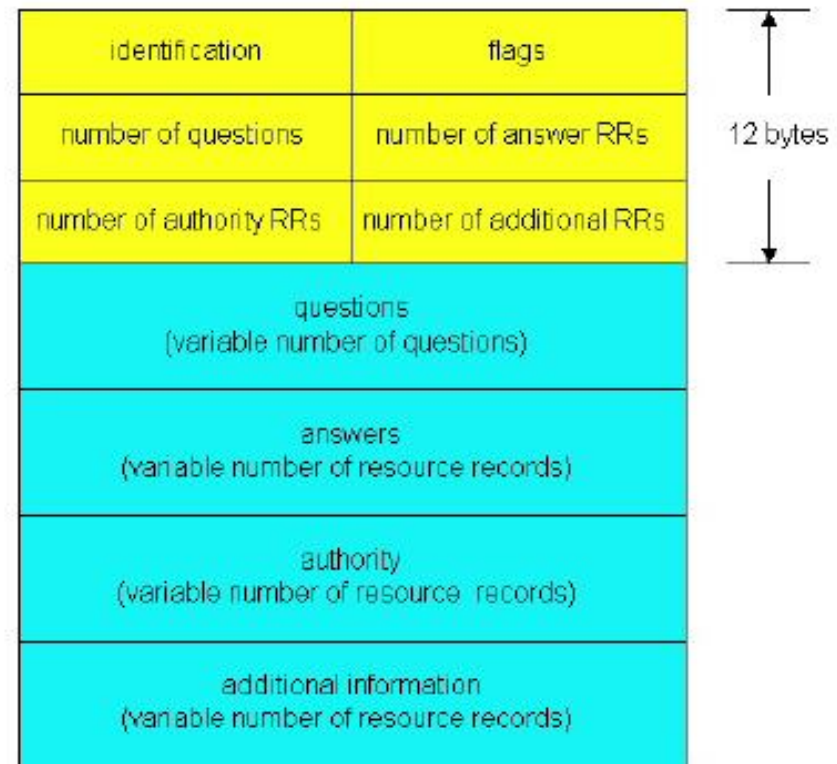 identification
flags
number of questions
number of answer RRs
12 bytes
number of authority RRs
number of additional RRs
questions
(variable number of questions)
answers
(variable number of resource records)
authority
(variable number of resource records)
additional information
(variable number of resource records)